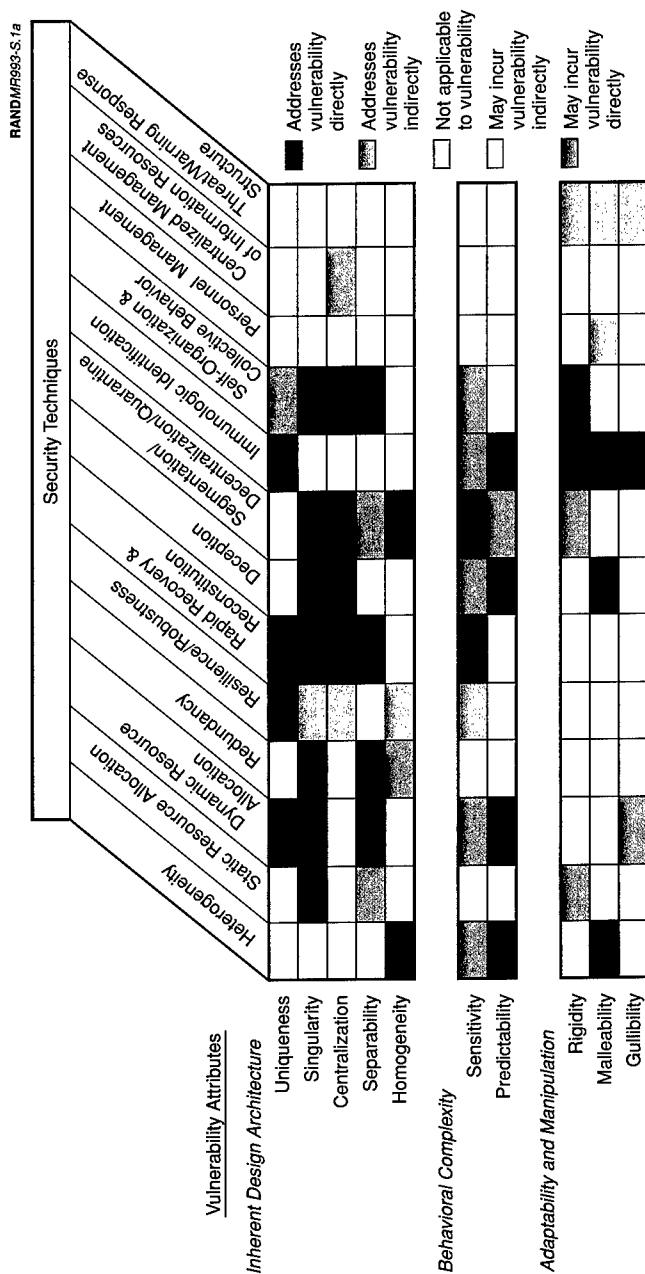 RANDMR993-S.1a
Security Techniques
Heterogeneity
Static Resource Allocation
Dynamic Resource
Allocation
Redundancy
Resilience/Robustness
Rapid Recovery &
Reconstitution
Deception
Segmentation/
Decentralization/Quarantine
Immunologic Identification
Self-Organization &
Collective Behavior
Personnel Management
Centralized Management
of Information Resources
Threat/Warning Response
Structure
Vulnerability Attributes
Inherent Design Architecture
Uniqueness
Singularity
Centralization
Separability
Homogeneity
Behavioral Complexity
Sensitivity
Predictability
Adaptability and Manipulation
Rigidity
Malleability
Gullibility
Addresses
vulnerability
directly
Addresses
vulnerability
indirectly
Not applicable
to vulnerability
May incur
vulnerability
indirectly
May incur
vulnerability
directly